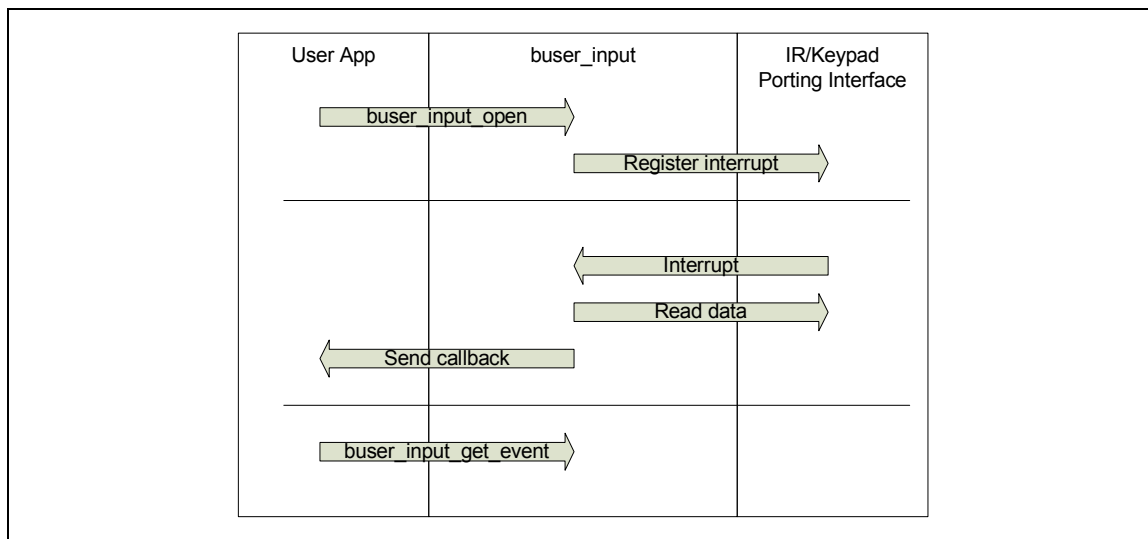 User App
buser_input
IR/Keypad
Porting Interface
buser_input_open
Register interrupt
Interrupt
Read data
Send callback
buser_input_get_event